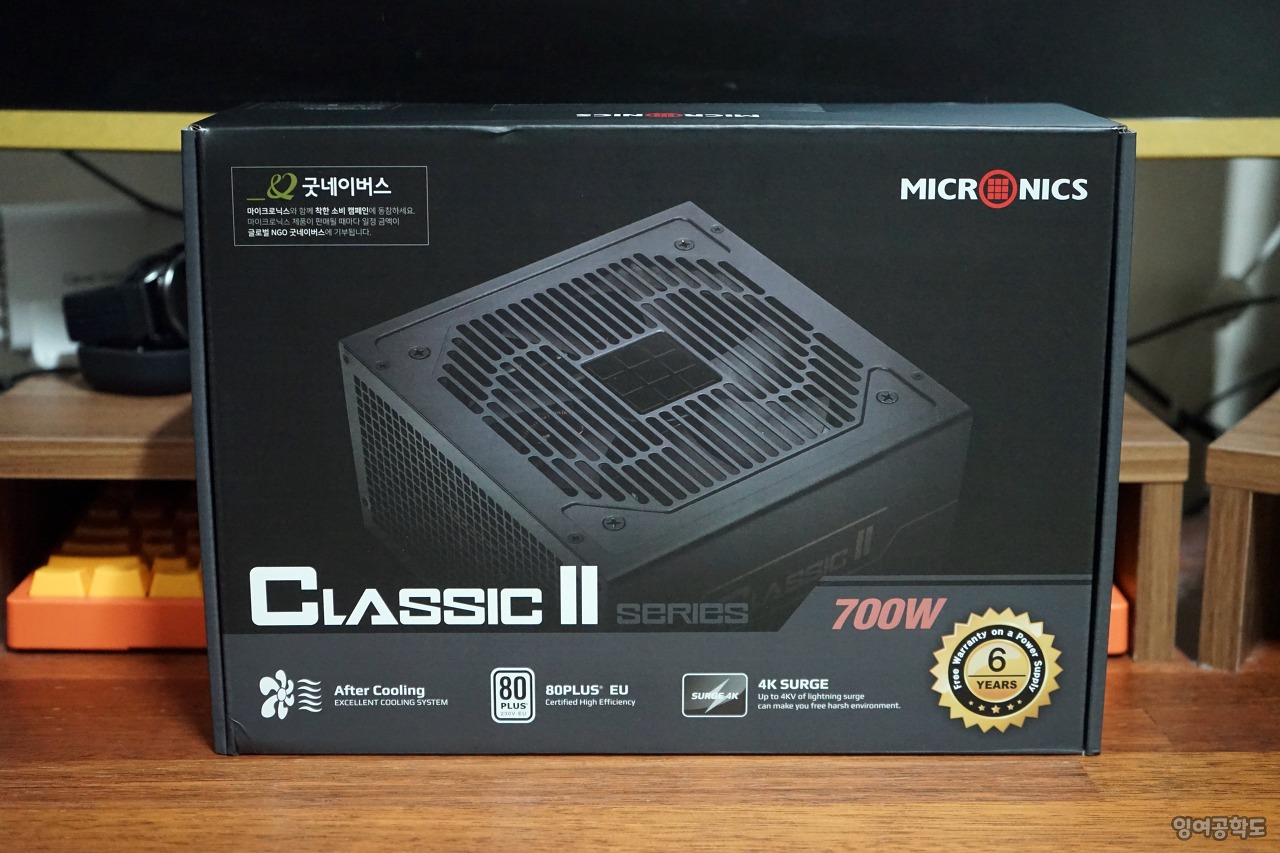 MICRONICS
굿네이버스
마이크로닉스와 함께 착한 소비 캠페인에 동참하세요.
마이크로닉스 제품이 판매될 때마다 일정 금액이
글로벌 NGO 굿네이버스에 기부됩니다.
MICRONICS
CLASSIC II
CLASSIC II SERIES
700W
Free Warranty on a Power Supply
6
YEARS
After Cooling
EXCELLENT COOLING SYSTEM
80
PLUS
230V EU
80PLUS® EU
Certified High Efficiency
SURGE 4K
4K SURGE
Up to 4KV of lightning surge
can make you free harsh environment.
잉여공학도